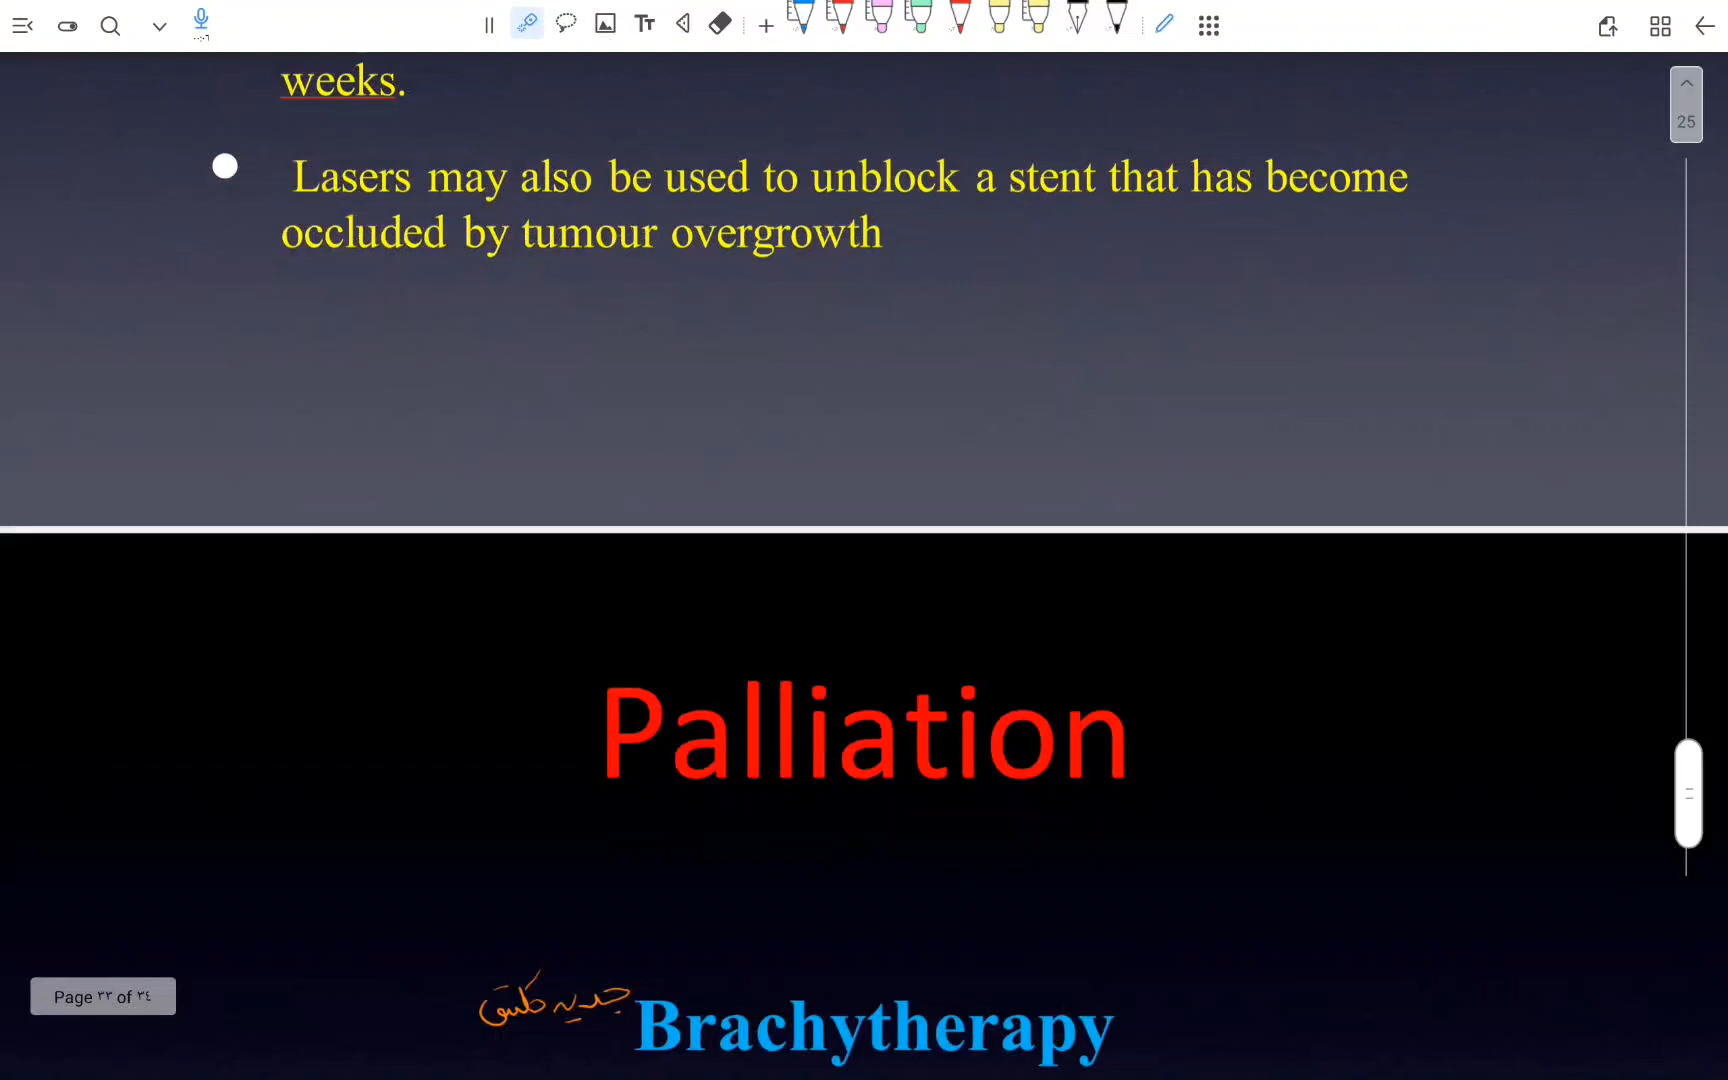 weeks.
25
Lasers may also be used to unblock a stent that has become
occluded by tumour overgrowth
Palliation
Page ٣٣ of ٣٤
Brachytherapy